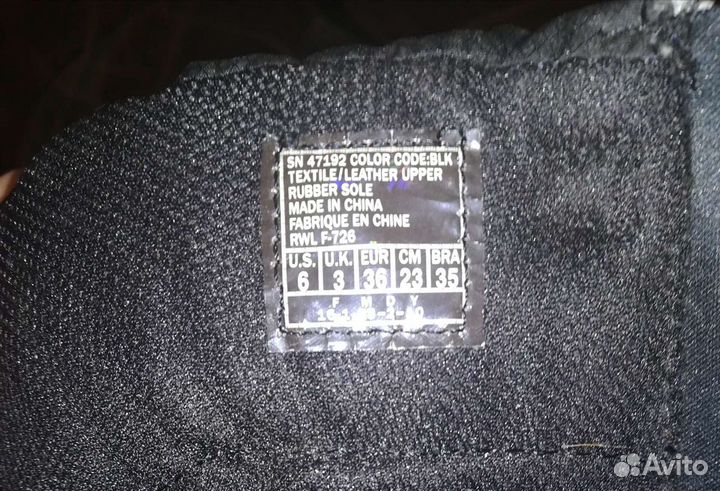 SN 47192 COLOR CODE:BLK
TEXTILE/LEATHER UPPER
RUBBER SOLE
MADE IN CHINA
FABRIQUE EN CHINE
RWL F-726
U.S. U.K. EUR CM BRA
6 3 36 23 35
F M D Y
Avito